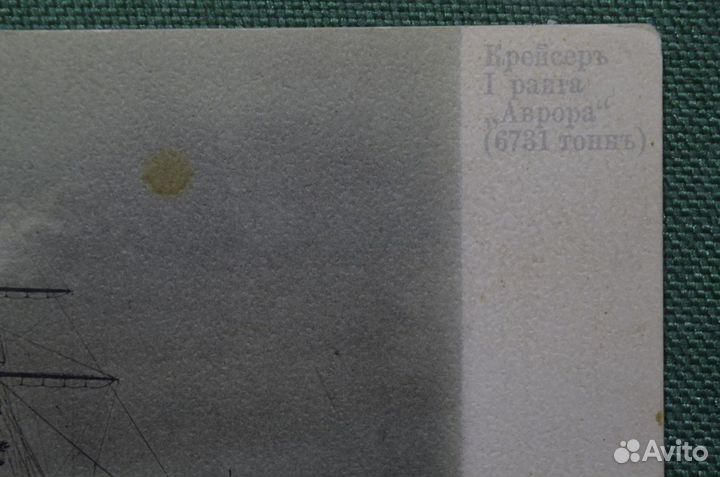 Крейсеръ
I ранга
„Аврора“
(6731 тоннъ)
Avito